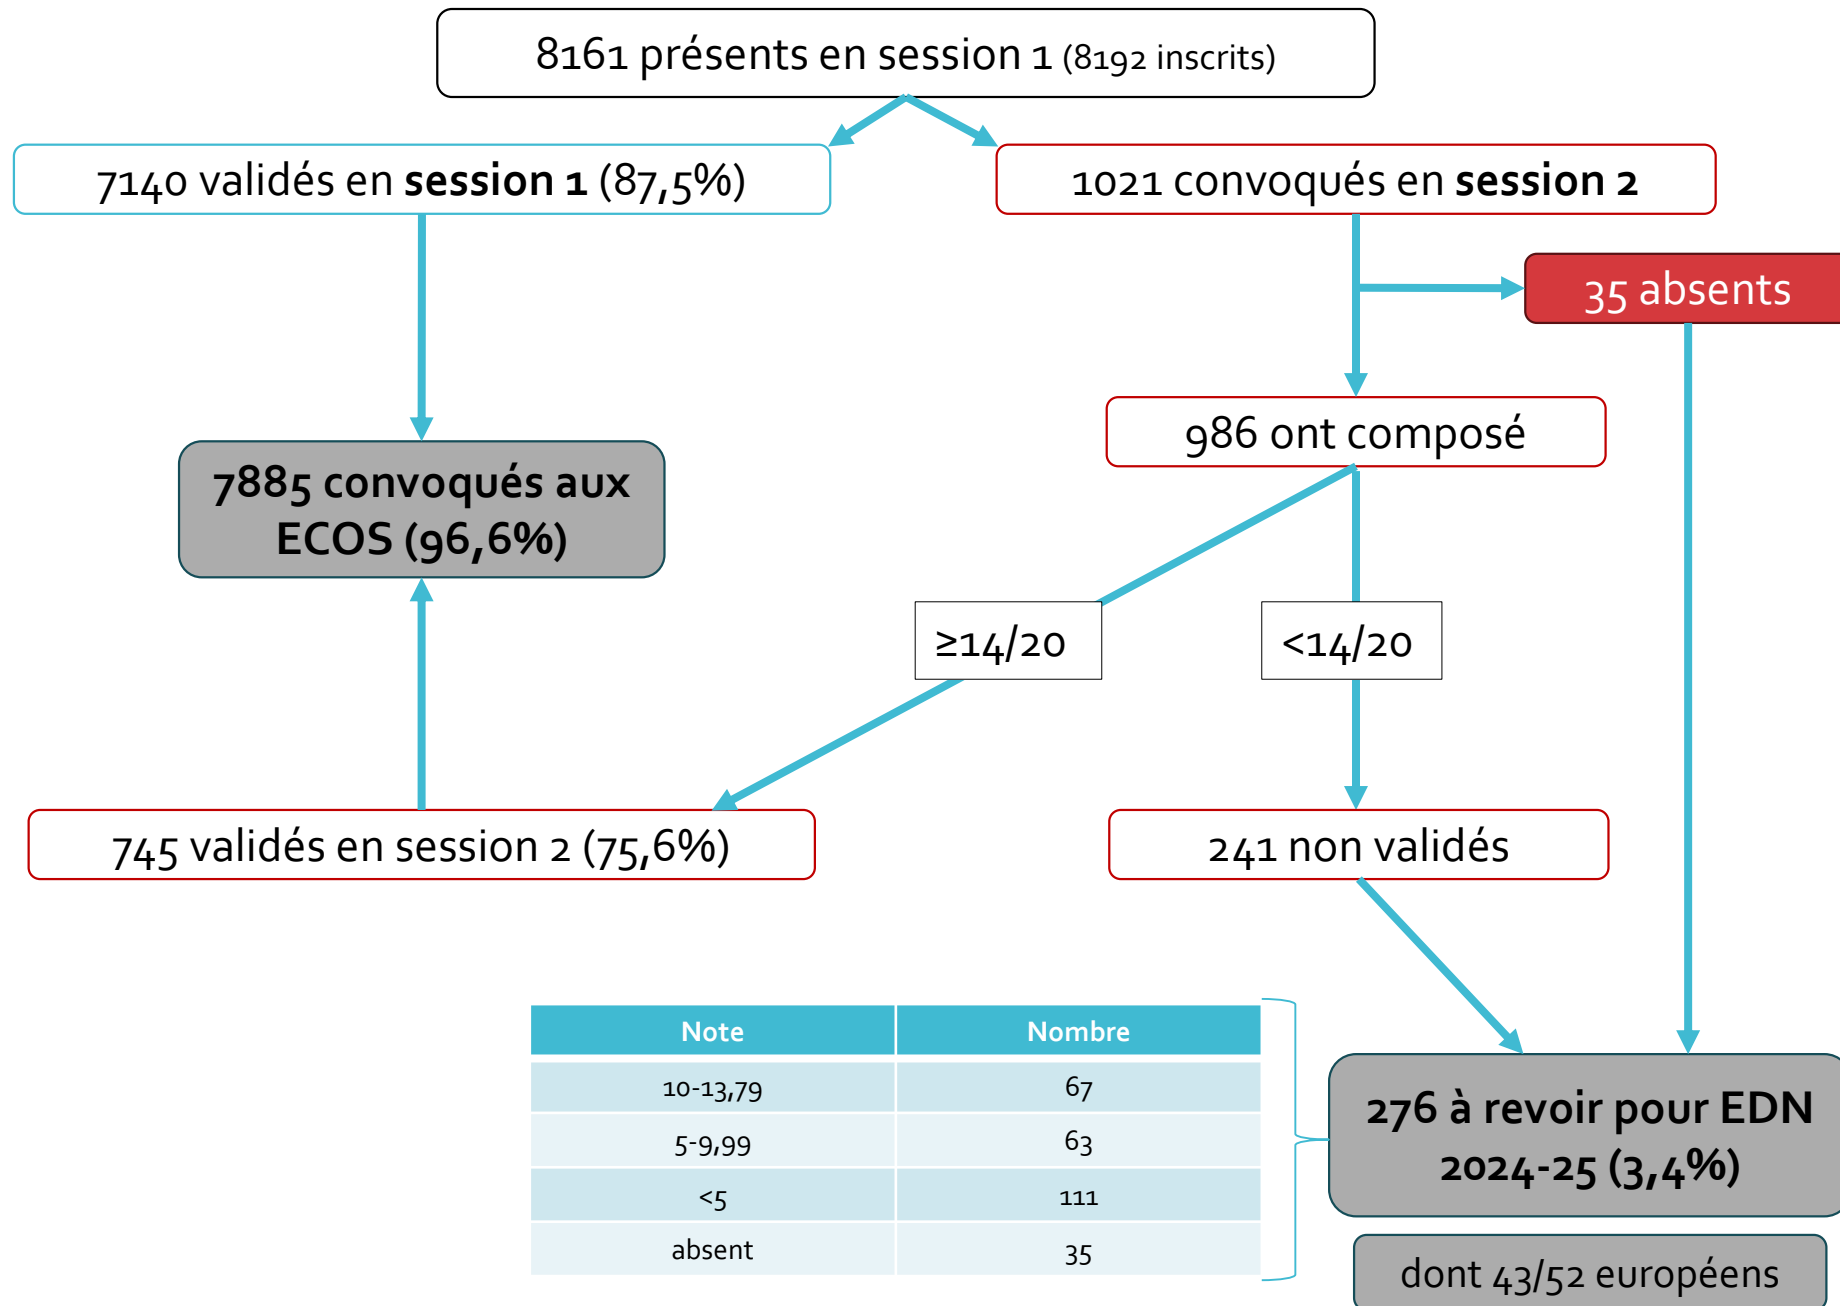 8161 présents en session 1 (8192 inscrits)
7140 validés en session 1 (87,5%)
1021 convoqués en session 2
35 absents
986 ont composé
7885 convoqués aux
ECOS (96,6%)
≥14/20
<14/20
745 validés en session 2 (75,6%)
241 non validés
Note Nombre
10-13,79 67
5-9,99 63
<5 111
absent 35
276 à revoir pour EDN
2024-25 (3,4%)
dont 43/52 européens